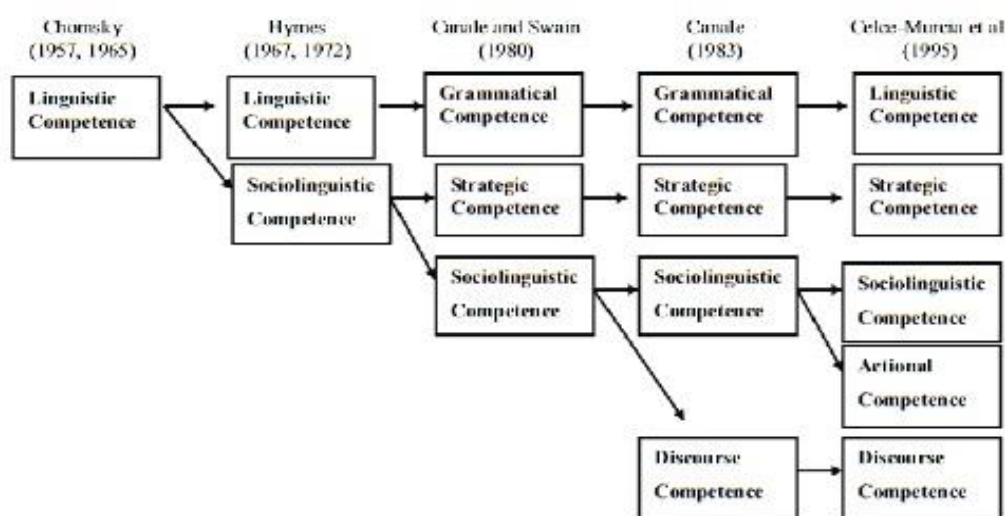 Chomsky
(1957, 1965)
Hymes
(1967, 1972)
Canale and Swain
(1980)
Canale
(1983)
Celce-Murcia et al
(1995)
Linguistic
Competence
Linguistic
Competence
Grammatical
Competence
Grammatical
Competence
Linguistic
Competence
Sociolinguistic
Competence
Strategic
Competence
Strategic
Competence
Strategic
Competence
Sociolinguistic
Competence
Sociolinguistic
Competence
Sociolinguistic
Competence
Actional
Competence
Discourse
Competence
Discourse
Competence